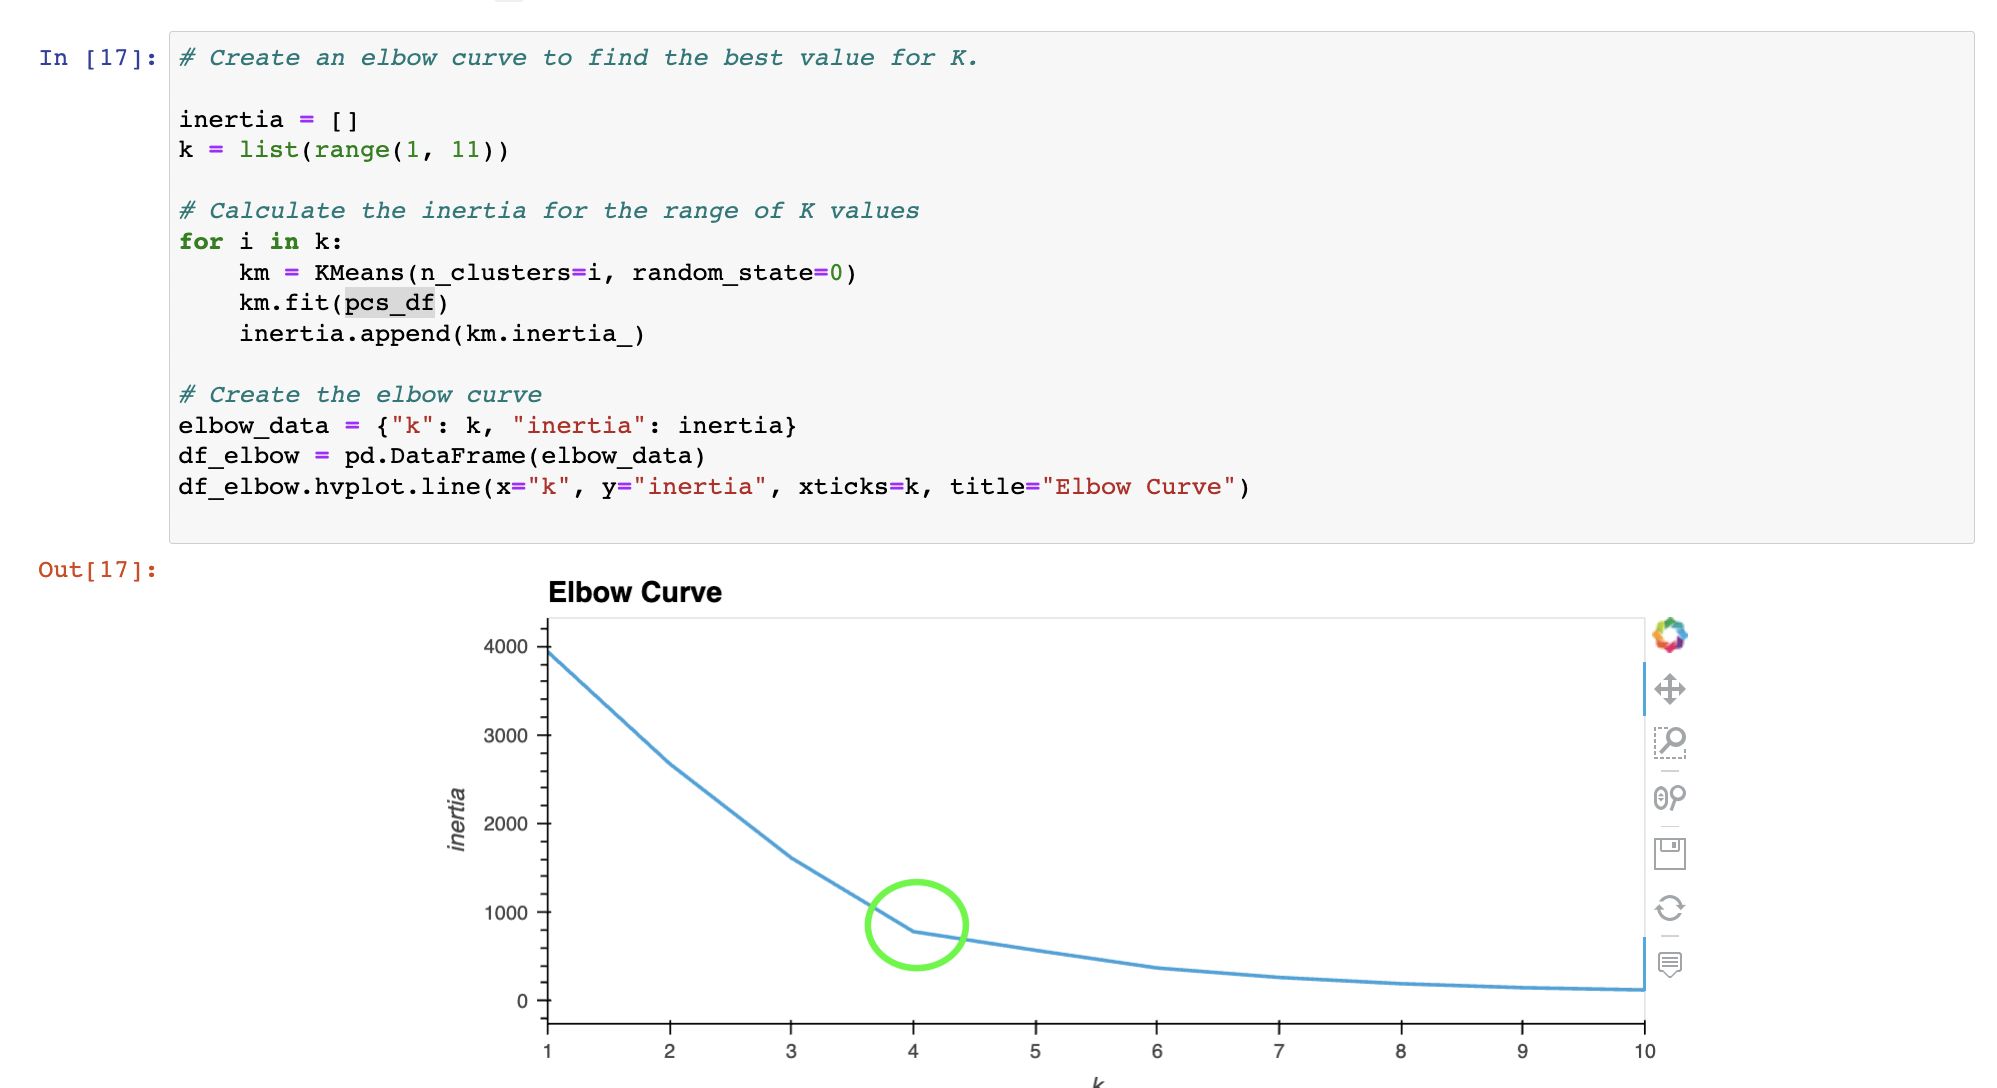 In [17]:
# Create an elbow curve to find the best value for K.
inertia = []
k = list(range(1, 11))
# Calculate the inertia for the range of K values
for i in k:
    km = KMeans(n_clusters=i, random_state=0)
    km.fit(pcs_df)
    inertia.append(km.inertia_)
# Create the elbow curve
elbow_data = {"k": k, "inertia": inertia}
df_elbow = pd.DataFrame(elbow_data)
df_elbow.hvplot.line(x="k", y="inertia", xticks=k, title="Elbow Curve")
Out[17]:
Elbow Curve
4000
3000
2000
1000
0
inertia
1 2 3 4 5 6 7 8 9 10
k